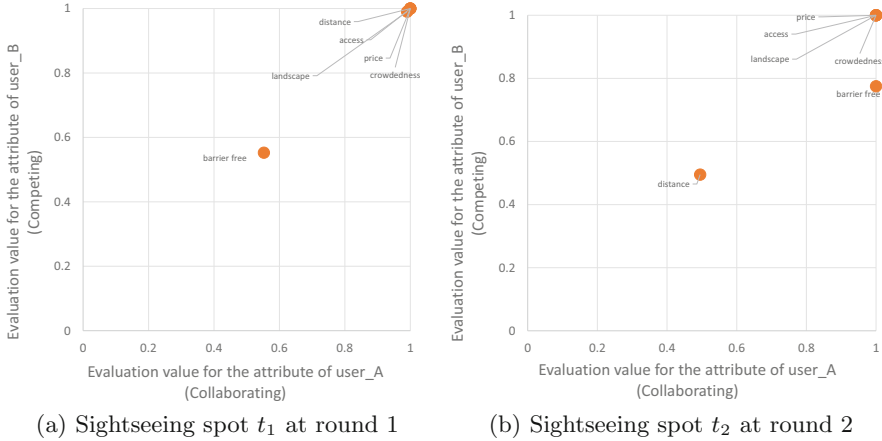 Evaluation value for the attribute of user_B
(Competing)
1
0.8
0.6
0.4
0.2
0
distance
access
price
landscape
crowdedness
barrier free
0 0.2 0.4 0.6 0.8 1
Evaluation value for the attribute of user_A
(Collaborating)
(a) Sightseeing spot t₁ at round 1
Evaluation value for the attribute of user_B
(Competing)
1
0.8
0.6
0.4
0.2
0
price
access
landscape
crowdedness
barrier free
distance
0 0.2 0.4 0.6 0.8 1
Evaluation value for the attribute of user_A
(Collaborating)
(b) Sightseeing spot t₂ at round 2